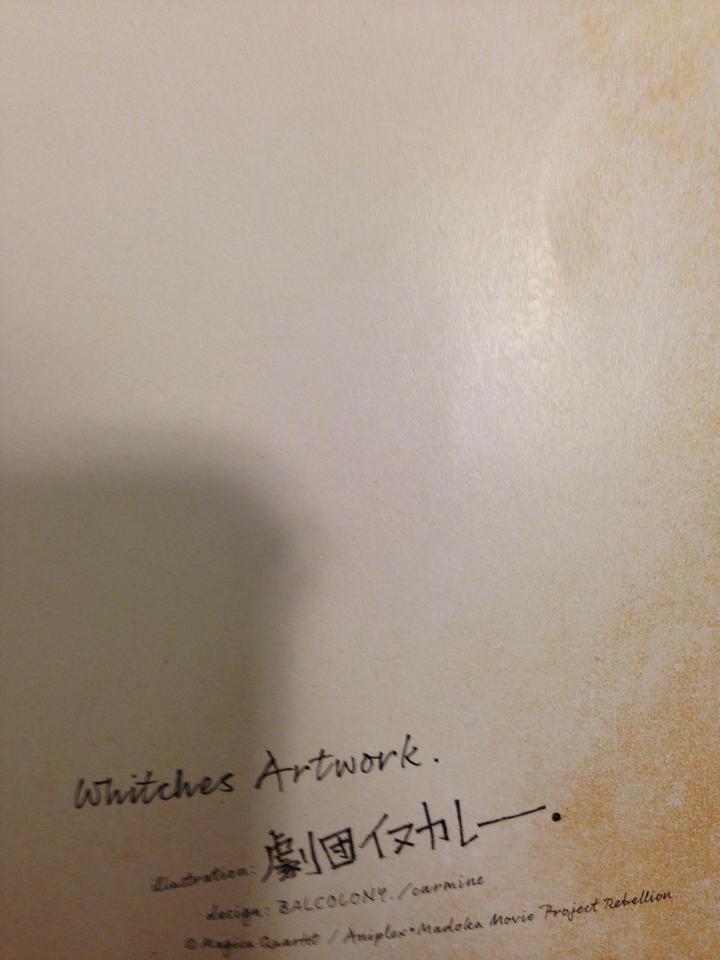 Whitches Artwork.
illustration: 劇団イヌカレー.
design: BALCOLONY. / carmine
© Magica Quartet / Aniplex・Madoka Movie Project Rebellion